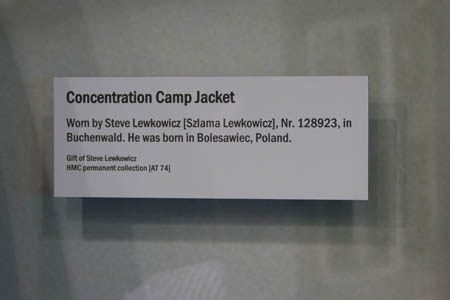 Concentration Camp Jacket
Worn by Steve Lewkowicz [Szlama Lewkowicz], Nr. 128923, in
Buchenwald. He was born in Bolesawiec, Poland.
Gift of Steve Lewkowicz
HMC permanent collection [AT 74]